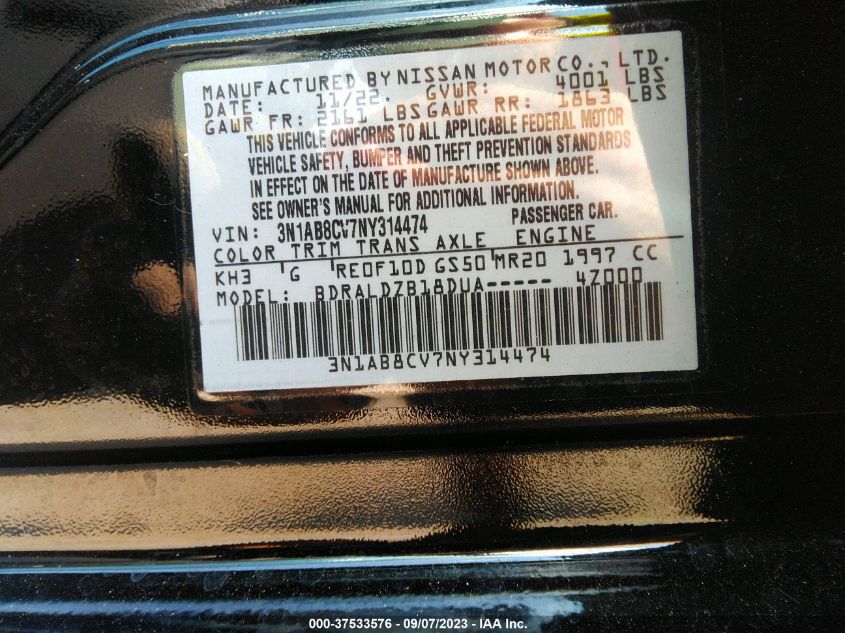 MANUFACTURED BY NISSAN MOTOR CO., LTD.
DATE: 11/22 GVWR: 4001 LBS
GAWR FR: 2161 LBS GAWR RR: 1863 LBS
THIS VEHICLE CONFORMS TO ALL APPLICABLE FEDERAL MOTOR
VEHICLE SAFETY, BUMPER AND THEFT PREVENTION STANDARDS
IN EFFECT ON THE DATE OF MANUFACTURE SHOWN ABOVE.
SEE OWNER'S MANUAL FOR ADDITIONAL INFORMATION.
VIN: 3N1AB8CV7NY314474 PASSENGER CAR.
COLOR TRIM TRANS AXLE ENGINE
KH3 G RE0F10D GS50 MR20 1997 CC
MODEL: BDRALDZB18DUA----- 4Z000
3N1AB8CV7NY314474
000-37533576 - 09/07/2023 - © IAA Inc.